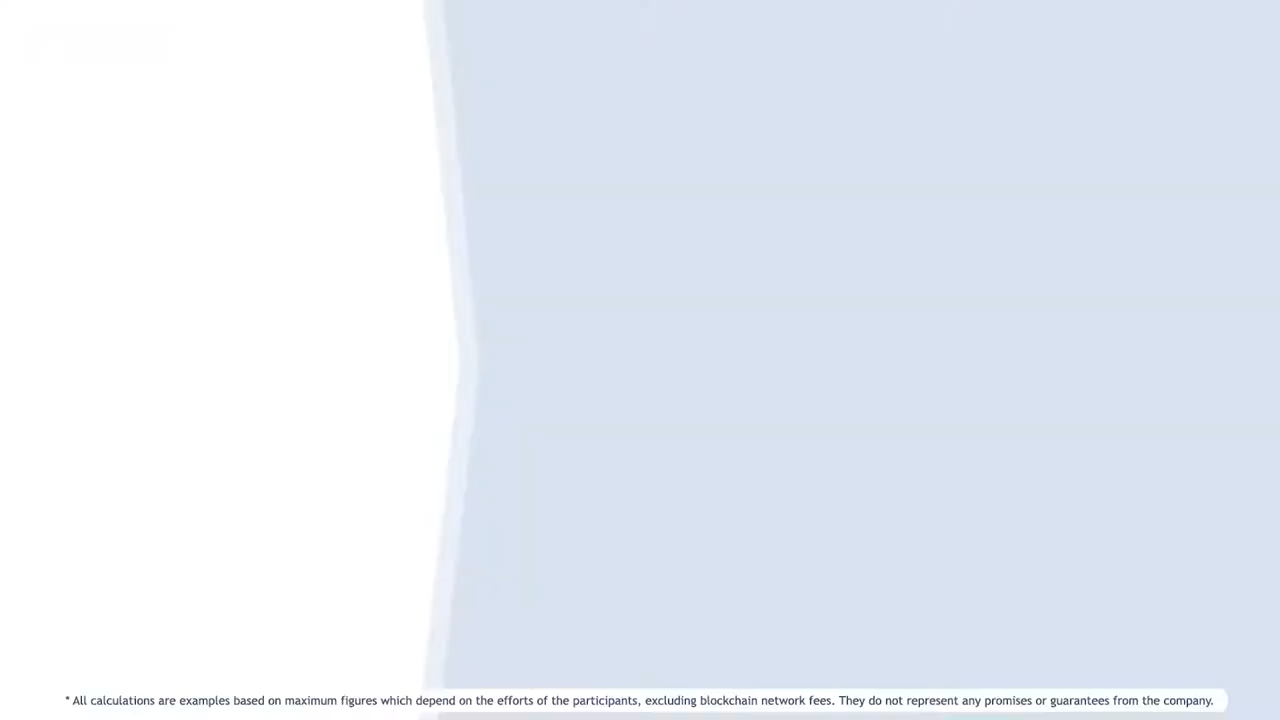 * All calculations are examples based on maximum figures which depend on the efforts of the participants, excluding blockchain network fees. They do not represent any promises or guarantees from the company.